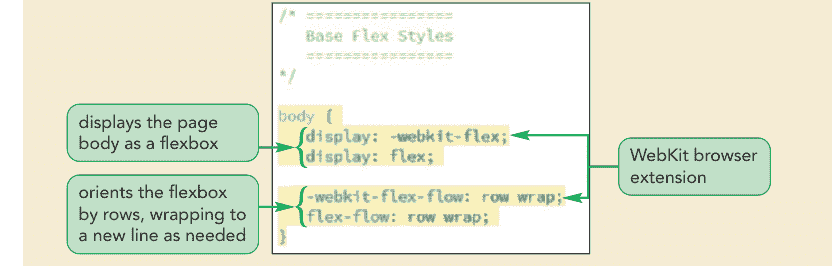 /* ================
Base Flex Styles
================
*/
body {
display: -webkit-flex;
display: flex;
-webkit-flex-flow: row wrap;
flex-flow: row wrap;
}
displays the page
body as a flexbox
orients the flexbox
by rows, wrapping to
a new line as needed
WebKit browser
extension